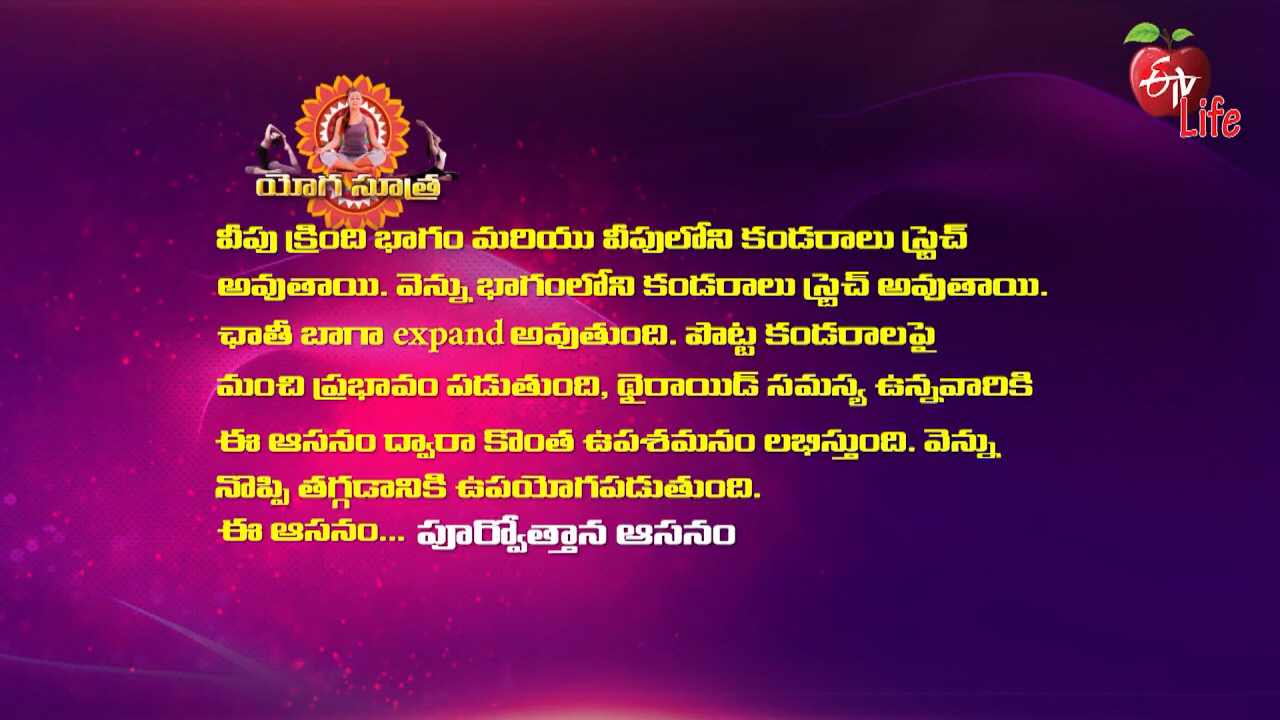 ఈtv
Life
యోగ సూత్ర
వీపు క్రింది భాగం మరియు వీపులోని కండరాలు స్ట్రెచ్
అవుతాయి. వెన్ను భాగంలోని కండరాలు స్ట్రెచ్ అవుతాయి.
ఛాతీ బాగా expand అవుతుంది. పొట్ట కండరాలపై
మంచి ప్రభావం పడుతుంది, థైరాయిడ్ సమస్య ఉన్నవారికి
ఈ ఆసనం ద్వారా కొంత ఉపశమనం లభిస్తుంది. వెన్ను
నొప్పి తగ్గడానికి ఉపయోగపడుతుంది.
ఈ ఆసనం... పూర్వోత్తాన ఆసనం